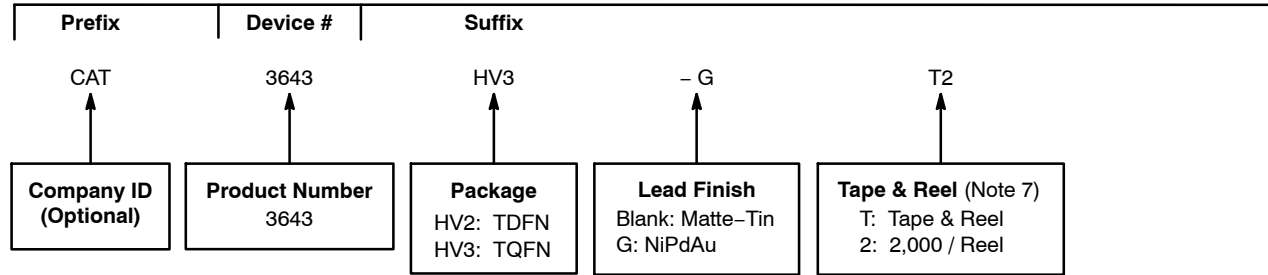 Prefix Device # Suffix
CAT 3643 HV3 – G T2
Company ID
(Optional)
Product Number
3643
Package
HV2: TDFN
HV3: TQFN
Lead Finish
Blank: Matte−Tin
G: NiPdAu
Tape & Reel (Note 7)
T: Tape & Reel
2: 2,000 / Reel